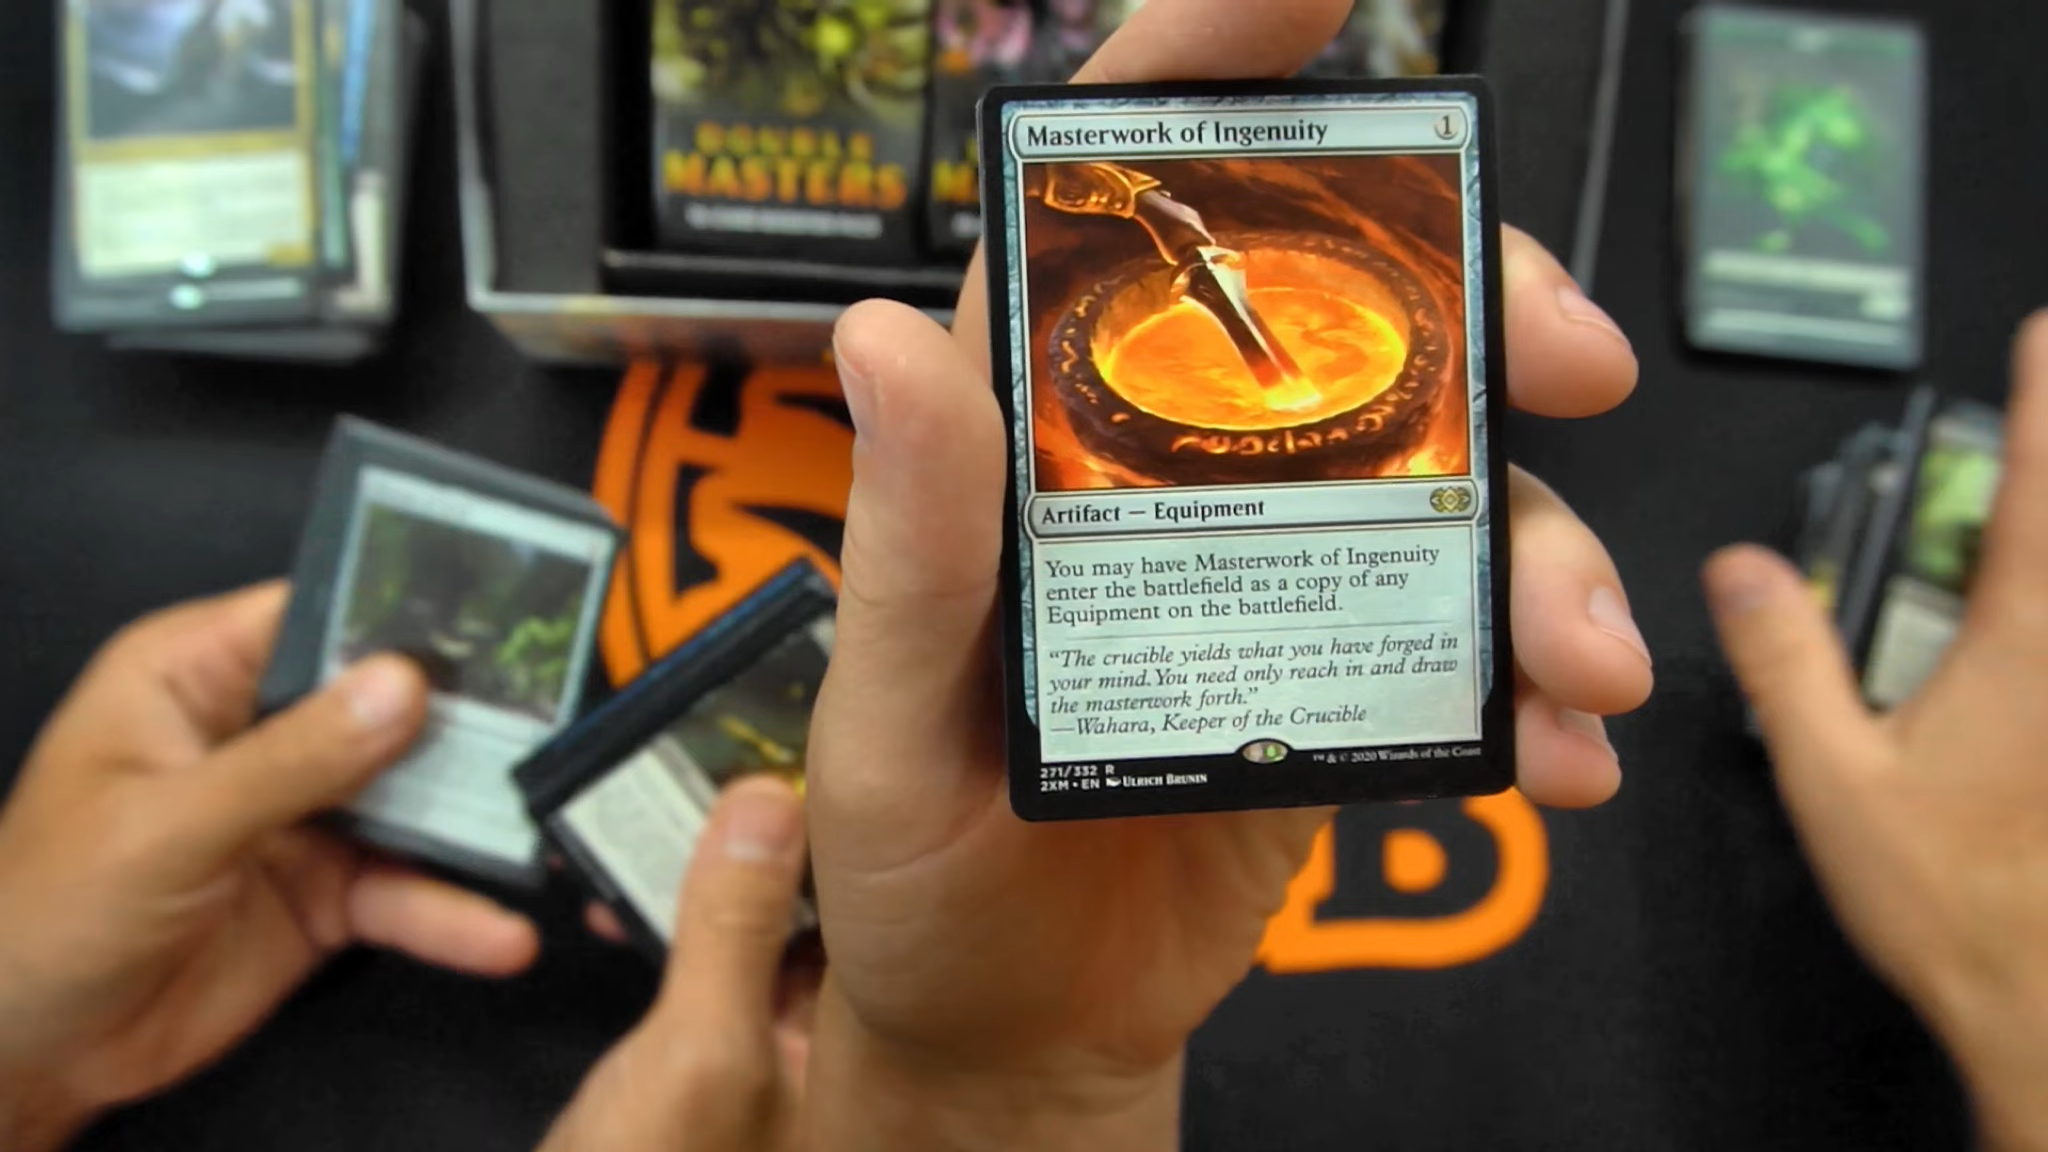 DOUBLE
MASTERS
Masterwork of Ingenuity
1
Artifact — Equipment
You may have Masterwork of Ingenuity
enter the battlefield as a copy of any
Equipment on the battlefield.
“The crucible yields what you have forged in
your mind. You need only reach in and draw
the masterwork forth.”
—Wahara, Keeper of the Crucible
271/332 R
2XM • EN ULRICH BRUNIN
™ & © 2020 Wizards of the Coast